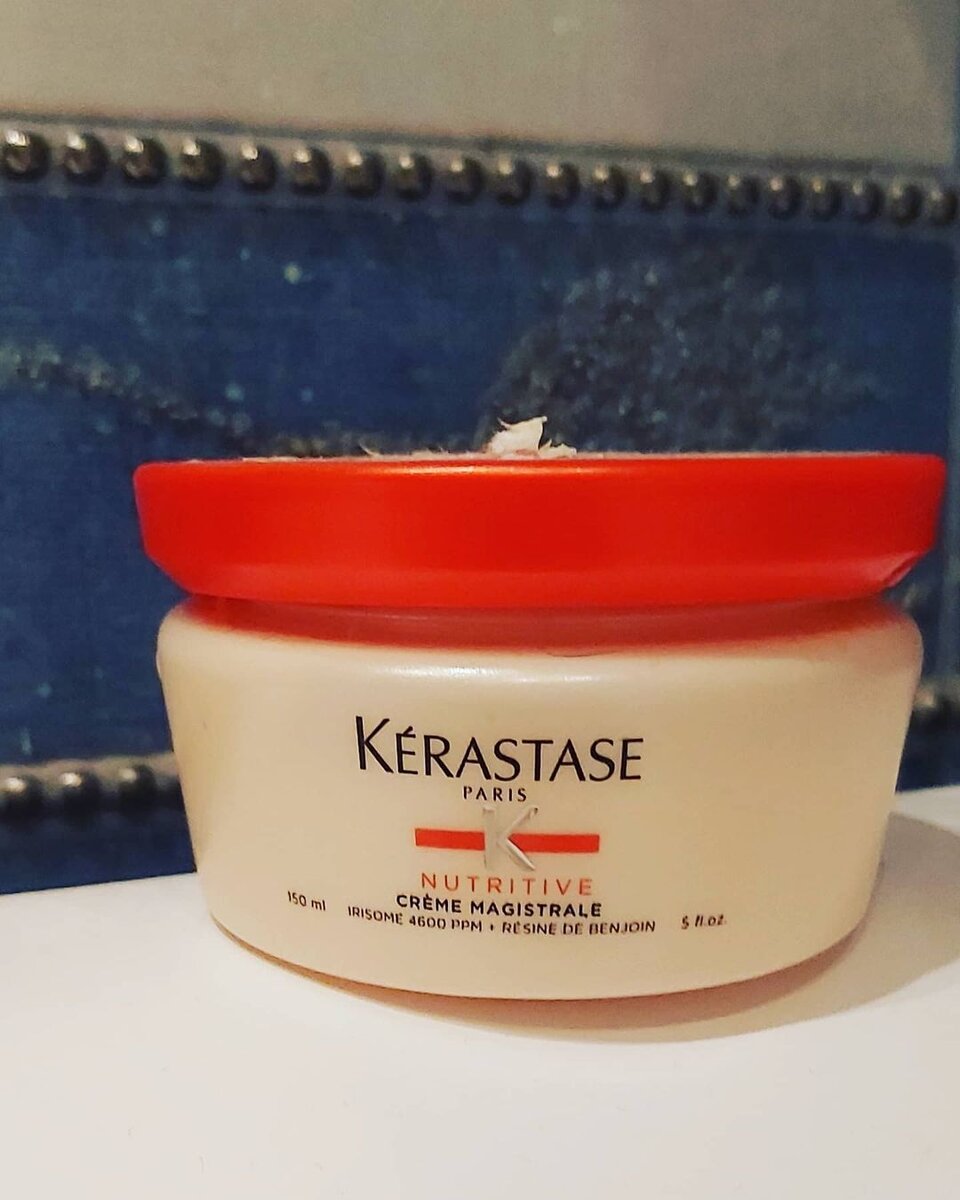 KÉRASTASE
PARIS
K
NUTRITIVE
CRÈME MAGISTRALE
150 ml IRISOME 4600 PPM + RÉSINE DE BENJOIN 5 fl.oz.